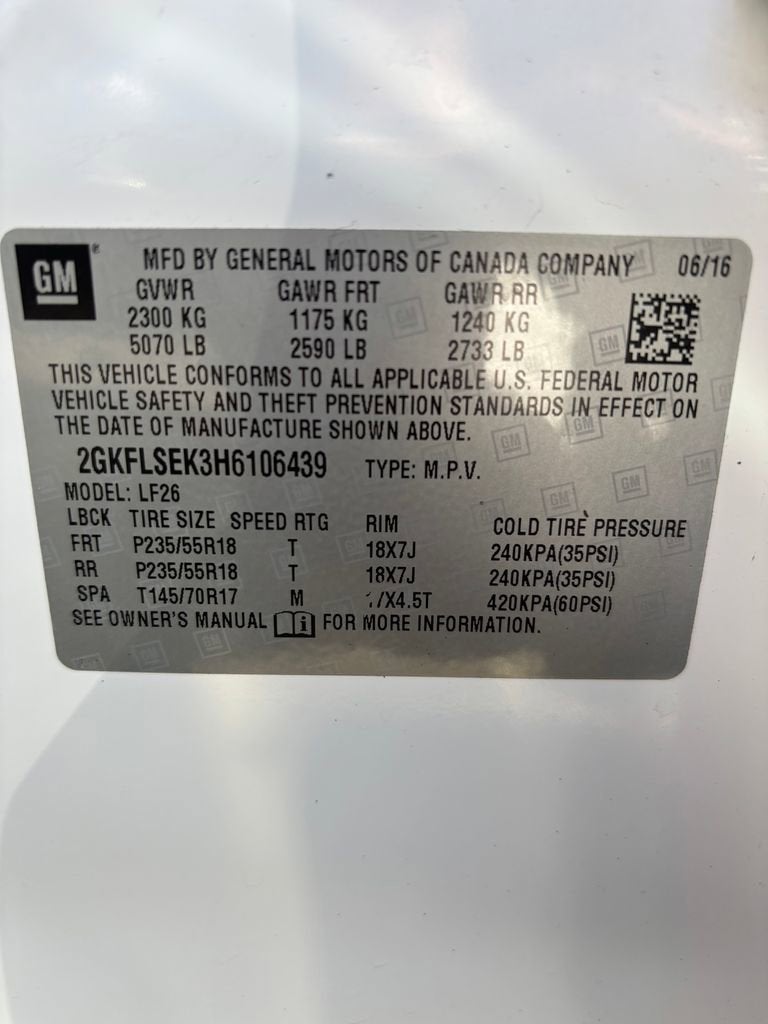 GM® MFD BY GENERAL MOTORS OF CANADA COMPANY 06/16
GVWR GAWR FRT GAWR RR
2300 KG 1175 KG 1240 KG
5070 LB 2590 LB 2733 LB
THIS VEHICLE CONFORMS TO ALL APPLICABLE U.S. FEDERAL MOTOR
VEHICLE SAFETY AND THEFT PREVENTION STANDARDS IN EFFECT ON
THE DATE OF MANUFACTURE SHOWN ABOVE.
2GKFLSEK3H6106439 TYPE: M.P.V.
MODEL: LF26
LBCK TIRE SIZE SPEED RTG RIM COLD TIRE PRESSURE
FRT P235/55R18 T 18X7J 240KPA(35PSI)
RR P235/55R18 T 18X7J 240KPA(35PSI)
SPA T145/70R17 M /X4.5T 420KPA(60PSI)
SEE OWNER'S MANUAL i FOR MORE INFORMATION.